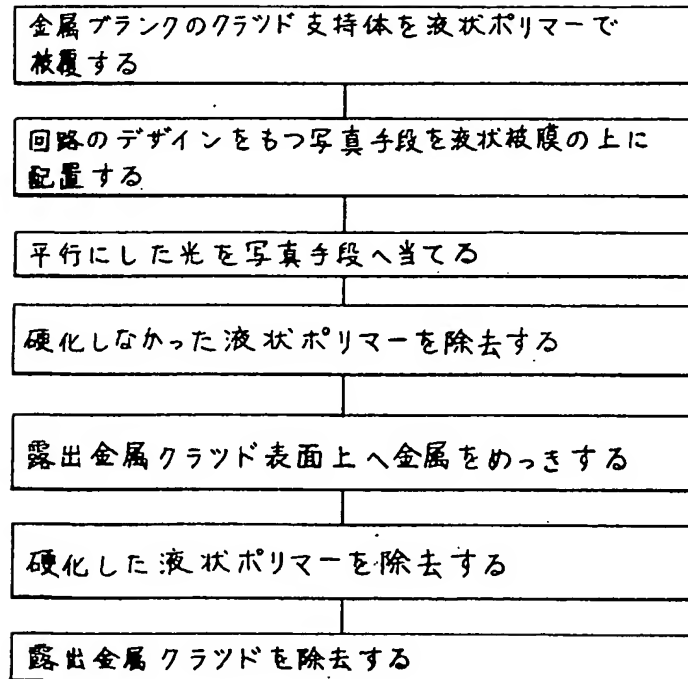 金属ブランクのクラツド支持体を液状ポリマーで
被覆する
回路のデザインをもつ写真手段を液状被膜の上に
配置する
平行にした光を写真手段へ当てる
硬化しなかった液状ポリマーを除去する
露出金属クラツド表面上へ金属をめっきする
硬化した液状ポリマーを除去する
露出金属クラツドを除去する